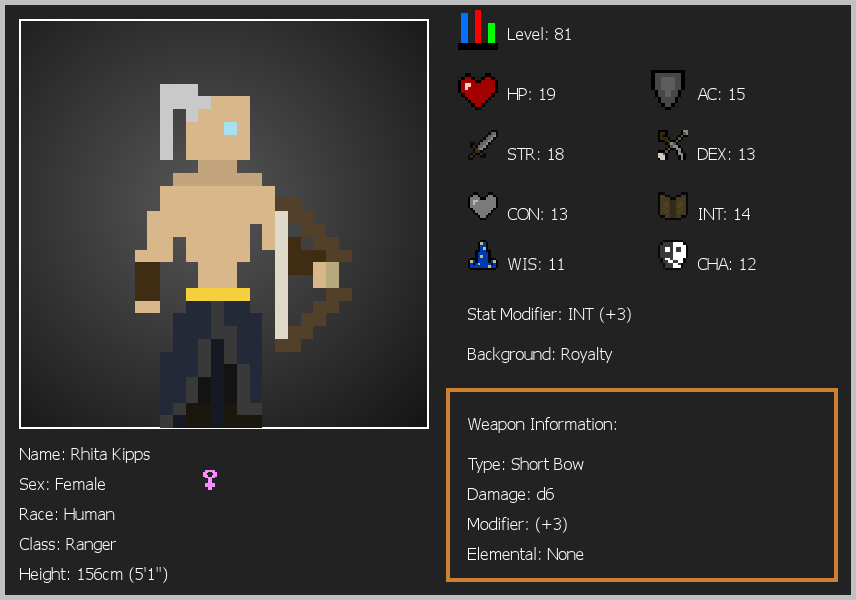 Level: 81
HP: 19
AC: 15
STR: 18
DEX: 13
CON: 13
INT: 14
WIS: 11
CHA: 12
Stat Modifier: INT (+3)
Background: Royalty
Weapon Information:
Type: Short Bow
Damage: d6
Modifier: (+3)
Elemental: None
Name: Rhita Kipps
Sex: Female
Race: Human
Class: Ranger
Height: 156cm (5'1")